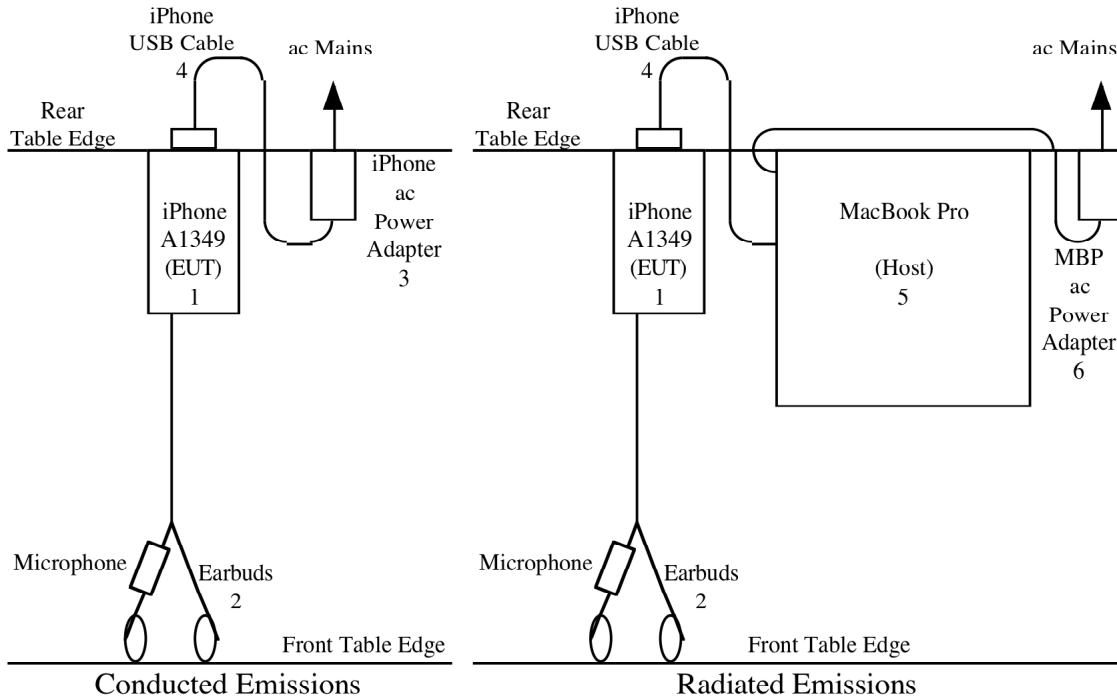 iPhone
USB Cable
4
ac Mains
Rear
Table Edge
iPhone
ac
Power
Adapter
3
iPhone
A1349
(EUT)
1
Microphone
Earbuds
2
Front Table Edge
Conducted Emissions
iPhone
USB Cable
4
ac Mains
Rear
Table Edge
iPhone
A1349
(EUT)
1
MacBook Pro
(Host)
5
MBP
ac
Power
Adapter
6
Microphone
Earbuds
2
Front Table Edge
Radiated Emissions